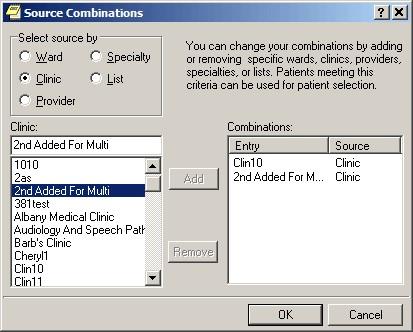 Source Combinations
Select source by
Ward
Specialty
Clinic
List
Provider
You can change your combinations by adding
or removing specific wards, clinics, providers,
specialties, or lists. Patients meeting this
criteria can be used for patient selection.
Clinic:
2nd Added For Multi
1010
2as
2nd Added For Multi
381test
Albany Medical Clinic
Audiology And Speech Path
Barb's Clinic
Cheryl1
Clin10
Clin11
Add
Remove
Combinations:
Entry Source
Clin10 Clinic
2nd Added For M... Clinic
OK
Cancel